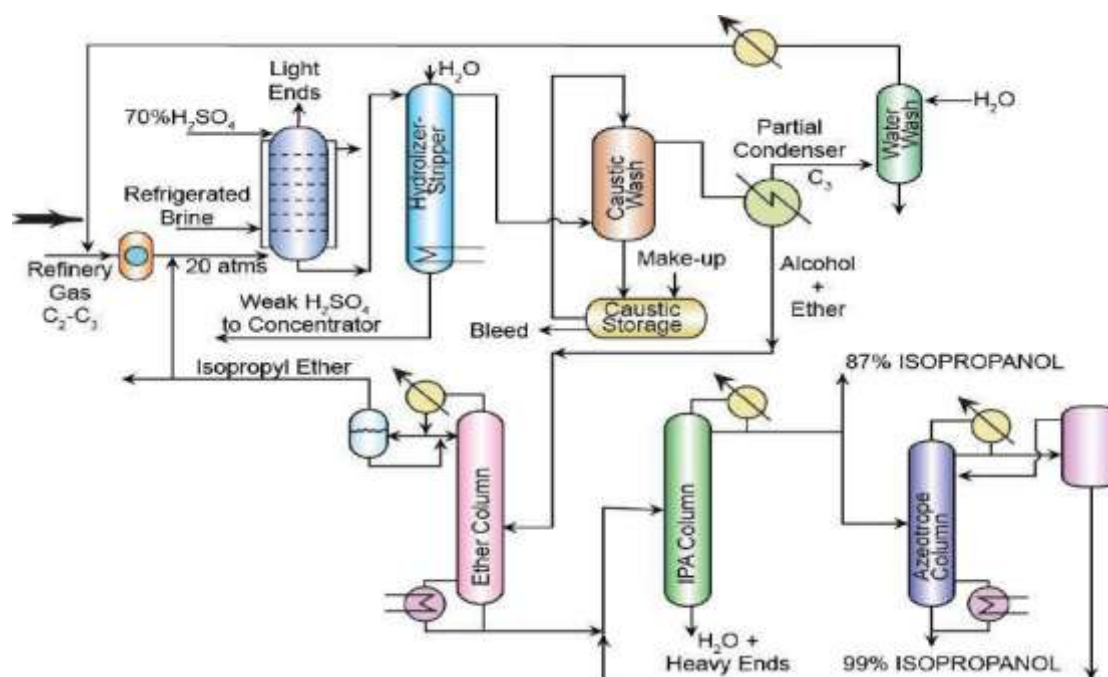 H₂O
Light
Ends
70%H₂SO₄
Hydrolizer-
Stripper
Refrigerated
Brine
20 atms
Refinery
Gas
C₂-C₃
Weak H₂SO₄
to Concentrator
Caustic
Wash
Make-up
Caustic
Storage
Bleed
Partial
Condenser
C₃
Water
Wash
H₂O
Alcohol
+
Ether
Isopropyl Ether
Ether Column
IPA Column
H₂O +
Heavy Ends
87% ISOPROPANOL
Azeotrope
Column
99% ISOPROPANOL